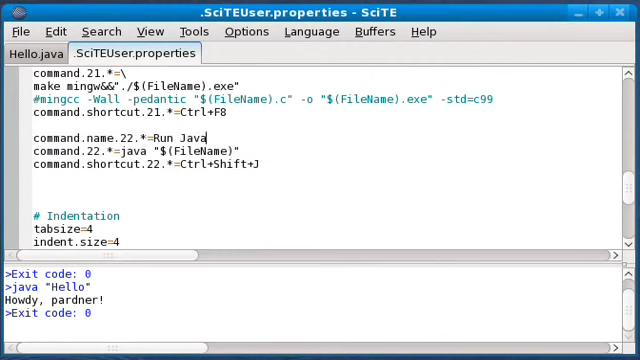 .SciTEUser.properties - SciTE
File Edit Search View Tools Options Language Buffers Help
Hello.java .SciTEUser.properties
command.21.*=\
make mingw&&"./$(FileName).exe"
#mingcc -Wall -pedantic "$(FileName).c" -o "$(FileName).exe" -std=c99
command.shortcut.21.*=Ctrl+F8
command.name.22.*=Run Java
command.22.*=java "$(FileName)"
command.shortcut.22.*=Ctrl+Shift+J
# Indentation
tabsize=4
indent.size=4
>Exit code: 0
>java "Hello"
Howdy, pardner!
>Exit code: 0